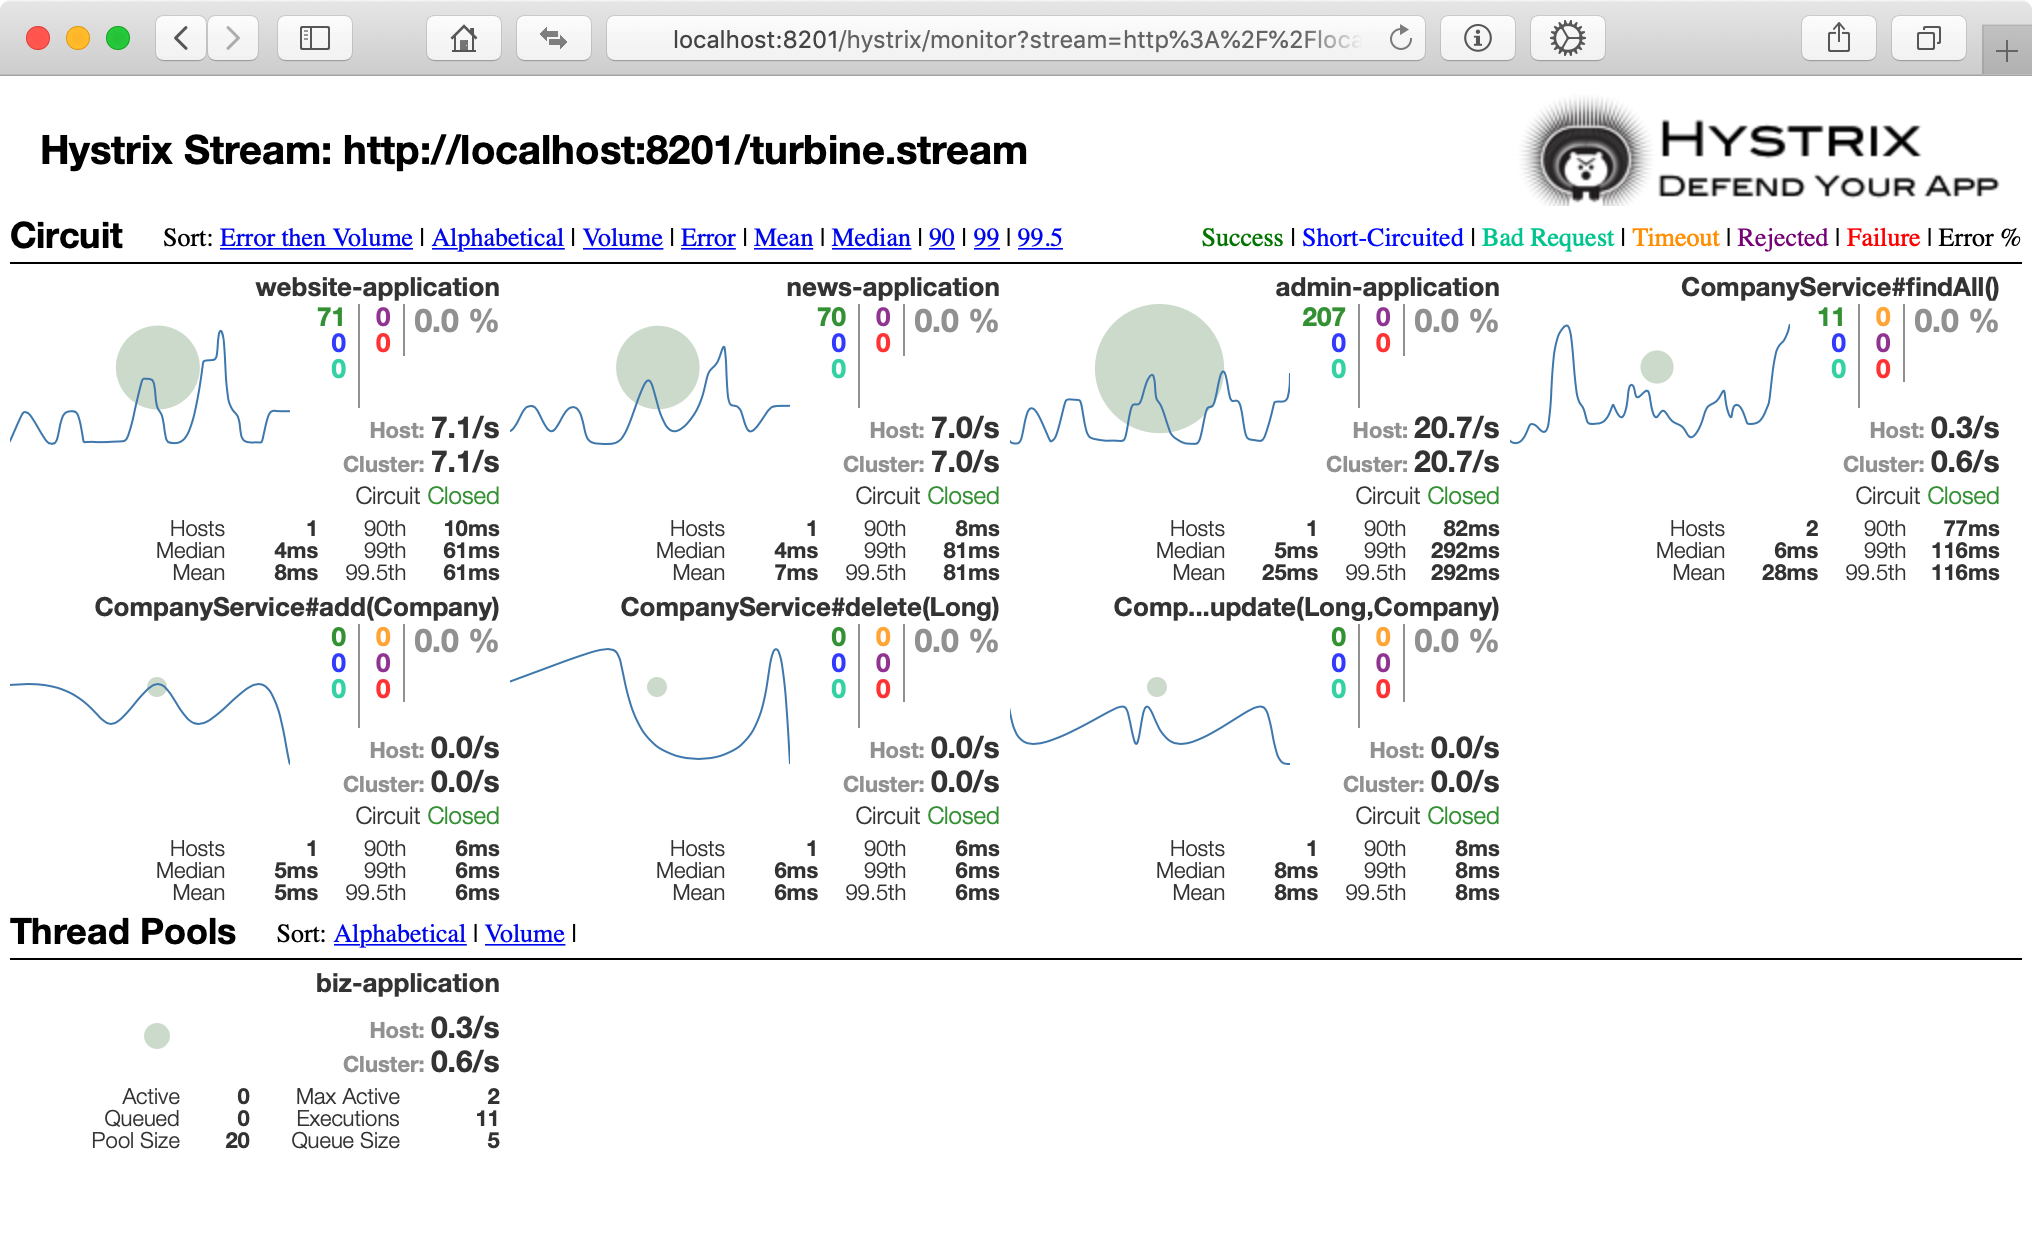 localhost:8201/hystrix/monitor?stream=http%3A%2F%2Floca
Hystrix Stream: http://localhost:8201/turbine.stream
HYSTRIX
DEFEND YOUR APP
Circuit Sort: Error then Volume | Alphabetical | Volume | Error | Mean | Median | 90 | 99 | 99.5
Success | Short-Circuited | Bad Request | Timeout | Rejected | Failure | Error %
website-application
71 0 0.0 %
0 0
0
Host: 7.1/s
Cluster: 7.1/s
Circuit Closed
Hosts 1 90th 10ms
Median 4ms 99th 61ms
Mean 8ms 99.5th 61ms
news-application
70 0 0.0 %
0 0
0
Host: 7.0/s
Cluster: 7.0/s
Circuit Closed
Hosts 1 90th 8ms
Median 4ms 99th 81ms
Mean 7ms 99.5th 81ms
admin-application
207 0 0.0 %
0 0
0
Host: 20.7/s
Cluster: 20.7/s
Circuit Closed
Hosts 1 90th 82ms
Median 5ms 99th 292ms
Mean 25ms 99.5th 292ms
CompanyService#findAll()
11 0 0.0 %
0 0
0 0
Host: 0.3/s
Cluster: 0.6/s
Circuit Closed
Hosts 2 90th 77ms
Median 6ms 99th 116ms
Mean 28ms 99.5th 116ms
CompanyService#add(Company)
0 0 0.0 %
0 0
0 0
Host: 0.0/s
Cluster: 0.0/s
Circuit Closed
Hosts 1 90th 6ms
Median 5ms 99th 6ms
Mean 5ms 99.5th 6ms
CompanyService#delete(Long)
0 0 0.0 %
0 0
0 0
Host: 0.0/s
Cluster: 0.0/s
Circuit Closed
Hosts 1 90th 6ms
Median 6ms 99th 6ms
Mean 6ms 99.5th 6ms
Comp...update(Long,Company)
0 0 0.0 %
0 0
0 0
Host: 0.0/s
Cluster: 0.0/s
Circuit Closed
Hosts 1 90th 8ms
Median 8ms 99th 8ms
Mean 8ms 99.5th 8ms
Thread Pools Sort: Alphabetical | Volume |
biz-application
Host: 0.3/s
Cluster: 0.6/s
Active 0 Max Active 2
Queued 0 Executions 11
Pool Size 20 Queue Size 5